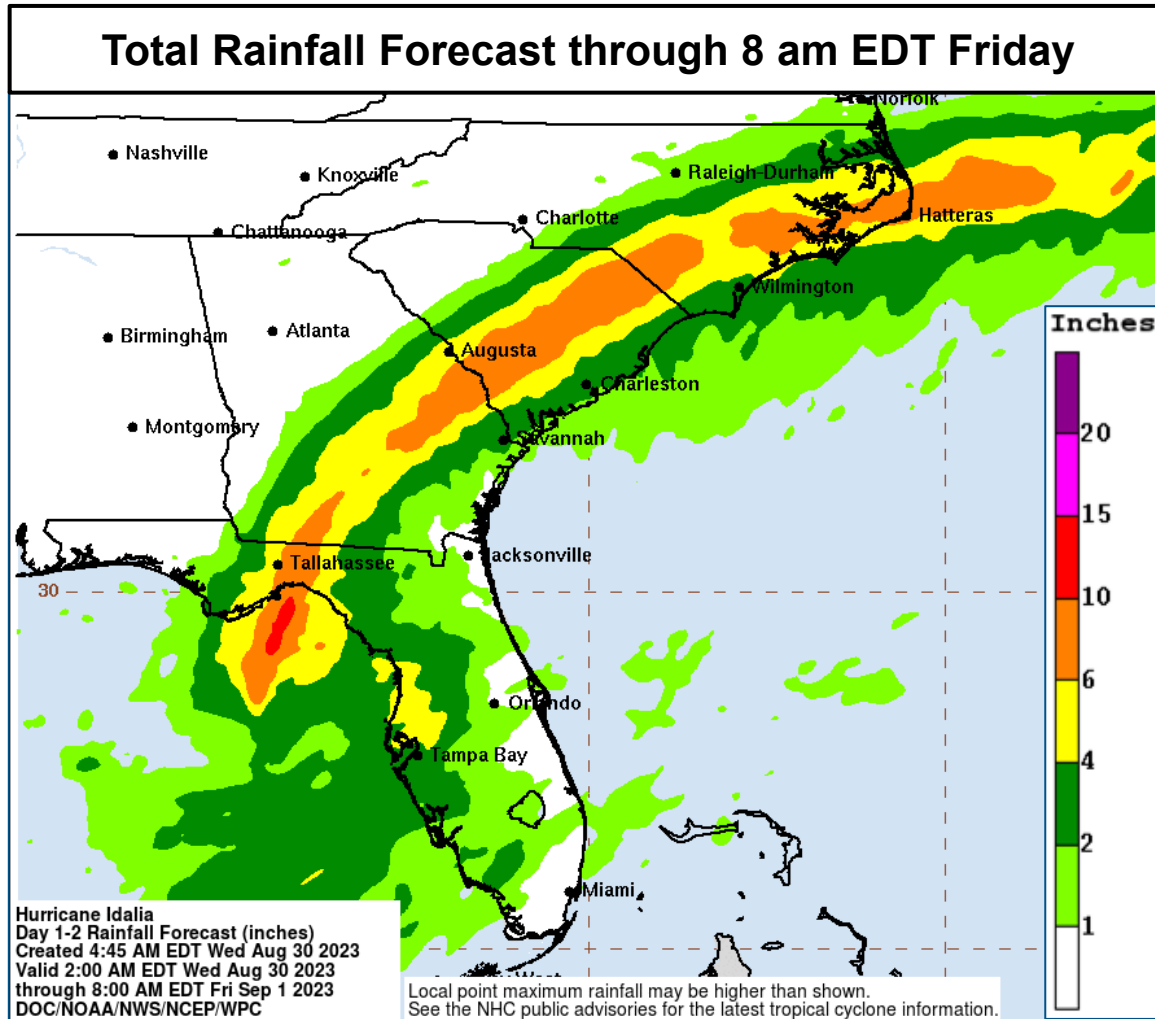 Total Rainfall Forecast through 8 am EDT Friday
Norfolk
Nashville
Knoxville
Raleigh-Durham
Charlotte
Hatteras
Chattanooga
Wilmington
Inches
Birmingham
Atlanta
Augusta
Charleston
Montgomery
Savannah
20
15
Tallahassee
Jacksonville
30
10
6
Orlando
Tampa Bay
4
2
Miami
1
West
Hurricane Idalia
Day 1-2 Rainfall Forecast (inches)
Created 4:45 AM EDT Wed Aug 30 2023
Valid 2:00 AM EDT Wed Aug 30 2023
through 8:00 AM EDT Fri Sep 1 2023
DOC/NOAA/NWS/NCEP/WPC
Local point maximum rainfall may be higher than shown.
See the NHC public advisories for the latest tropical cyclone information.